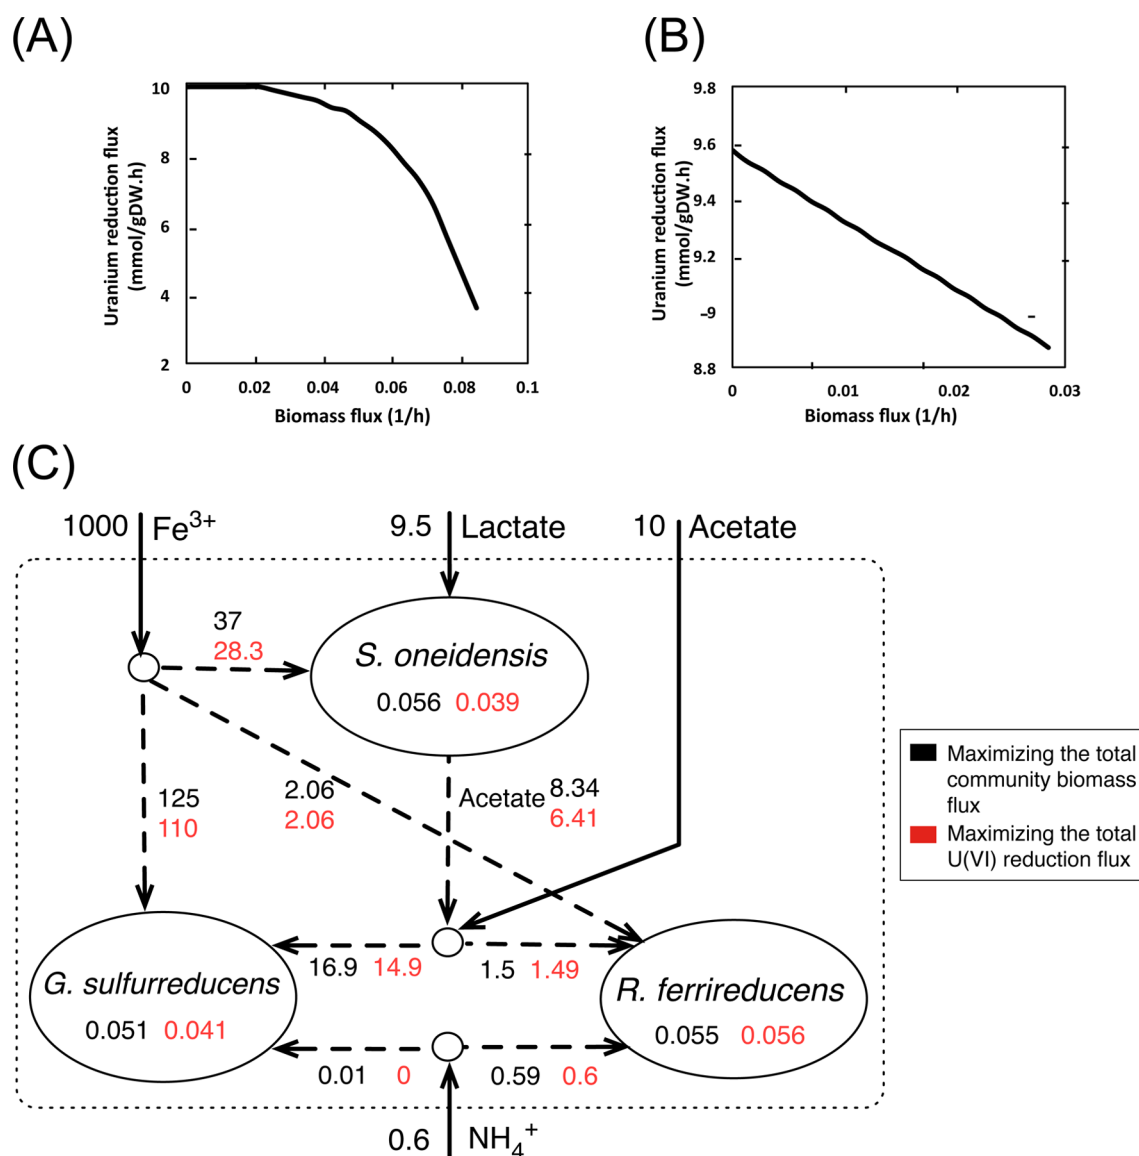 (A)
Uranium reduction flux
(mmol/gDW.h)
10
8
6
4
2
0
0.02
0.04
0.06
0.08
0.1
Biomass flux (1/h)
(B)
Uranium reduction flux
(mmol/gDW.h)
9.8
9.6
9.4
9.2
9
8.8
0
0.01
0.02
0.03
Biomass flux (1/h)
(C)
1000 Fe³⁺
9.5 Lactate
10 Acetate
37
28.3
S. oneidensis
0.056 0.039
125
110
2.06
2.06
Acetate 8.34
6.41
Maximizing the total
community biomass
flux
Maximizing the total
U(VI) reduction flux
G. sulfurreducens
0.051 0.041
16.9 14.9
1.5 1.49
R. ferrireducens
0.055 0.056
0.01 0
0.59 0.6
0.6 NH₄⁺